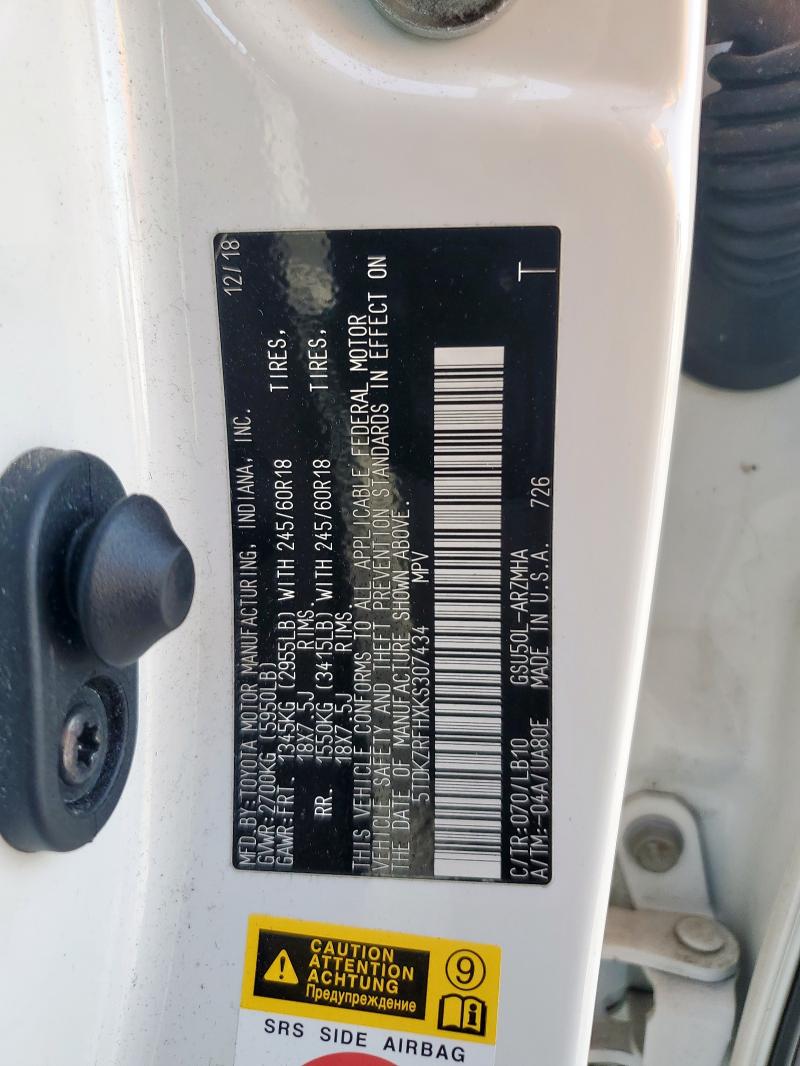 MFD.BY:TOYOTA MOTOR MANUFACTURING, INDIANA, INC. 12/18
GVWR:2700KG (5950LB)
GAWR:FRT. 1345KG (2955LB) WITH 245/60R18 TIRES,
18X7.5J RIMS.
RR. 1550KG (3415LB) WITH 245/60R18 TIRES,
18X7.5J RIMS.
THIS VEHICLE CONFORMS TO ALL APPLICABLE FEDERAL MOTOR
VEHICLE SAFETY AND THEFT PREVENTION STANDARDS IN EFFECT ON
THE DATE OF MANUFACTURE SHOWN ABOVE.
5TDKZRFHXKS307434 MPV
C/TR:070/LB10 GSU50L-ARZMHA
A/TM:-04A/UA80E MADE IN U.S.A. 726
T
CAUTION
ATTENTION
ACHTUNG
Предупреждение
9
i
SRS SIDE AIRBAG